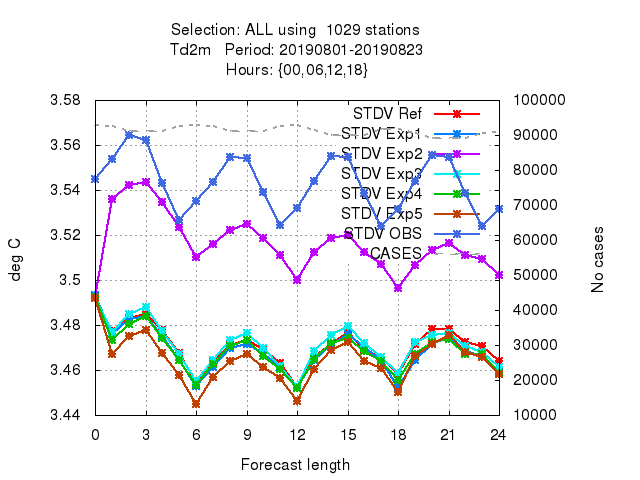 Selection: ALL using  1029 stations
Td2m   Period: 20190801-20190823
Hours: {00,06,12,18}
3.58
3.56
3.54
3.52
3.5
3.48
3.46
3.44
deg C
100000
90000
80000
70000
60000
50000
40000
30000
20000
10000
No cases
STDV Ref
STDV Exp1
STDV Exp2
STDV Exp3
STDV Exp4
STDV Exp5
STDV OBS
CASES
0 3 6 9 12 15 18 21 24
Forecast length